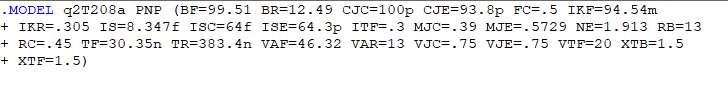 .MODEL q2T208a PNP (BF=99.51 BR=12.49 CJC=100p CJE=93.8p FC=.5 IKF=94.54m
+ IKR=.305 IS=8.347f ISC=64f ISE=64.3p ITF=.3 MJC=.39 MJE=.5729 NE=1.913 RB=13
+ RC=.45 TF=30.35n TR=383.4n VAF=46.32 VAR=13 VJC=.75 VJE=.75 VTF=20 XTB=1.5
+ XTF=1.5)